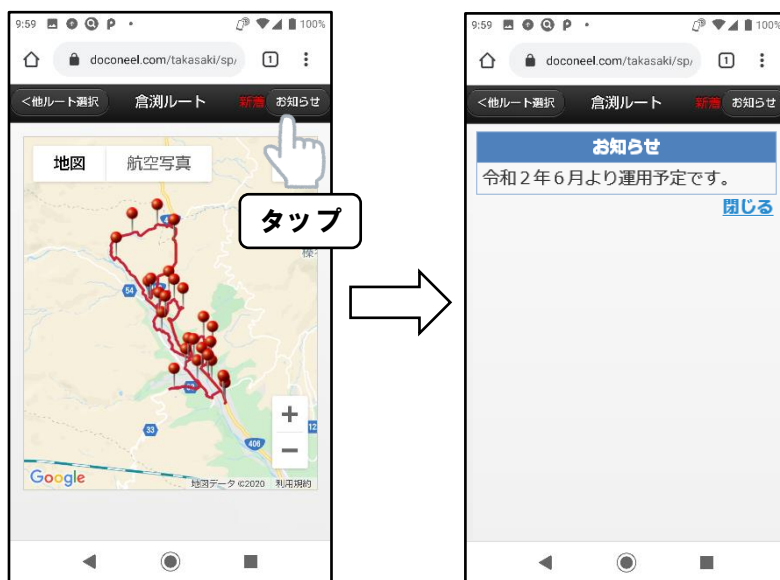 9:59
100%
doconeel.com/takasaki/sp/
1
<他ルート選択
倉渕ルート
新着
お知らせ
地図
航空写真
タップ
榛
54
33
406
12
+
−
Google
地図データ ©2020
利用規約
9:59
100%
doconeel.com/takasaki/sp/
1
<他ルート選択
倉渕ルート
新着
お知らせ
お知らせ
令和2年6月より運用予定です。
閉じる